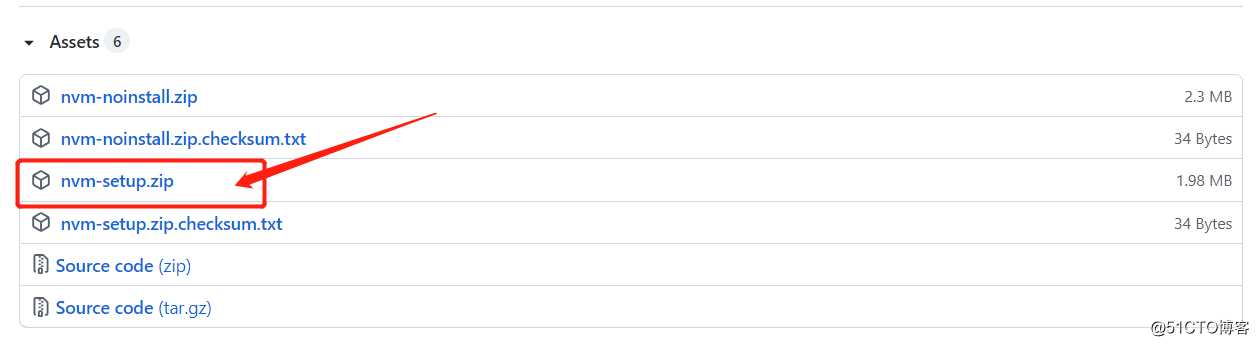 Assets 6
nvm-noinstall.zip 2.3 MB
nvm-noinstall.zip.checksum.txt 34 Bytes
nvm-setup.zip 1.98 MB
nvm-setup.zip.checksum.txt 34 Bytes
Source code (zip)
Source code (tar.gz)
@51CTO博客